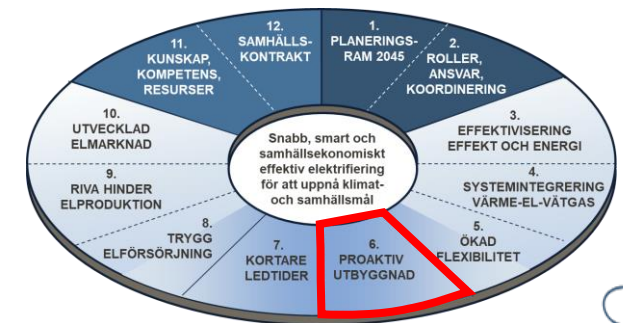 1.
PLANERINGS-
RAM 2045
2.
ROLLER,
ANSVAR,
KOORDINERING
3.
EFFEKTIVISERING
EFFEKT OCH ENERGI
4.
SYSTEMINTEGRERING
VÄRME-EL-VÄTGAS
5.
ÖKAD
FLEXIBILITET
6.
PROAKTIV
UTBYGGNAD
7.
KORTARE
LEDTIDER
8.
TRYGG
ELFÖRSÖRJNING
9.
RIVA HINDER
ELPRODUKTION
10.
UTVECKLAD
ELMARKNAD
11.
KUNSKAP,
KOMPETENS,
RESURSER
12.
SAMHÄLLS-
KONTRAKT
Snabb, smart och
samhällsekonomiskt
effektiv elektrifiering
för att uppnå klimat-
och samhällsmål